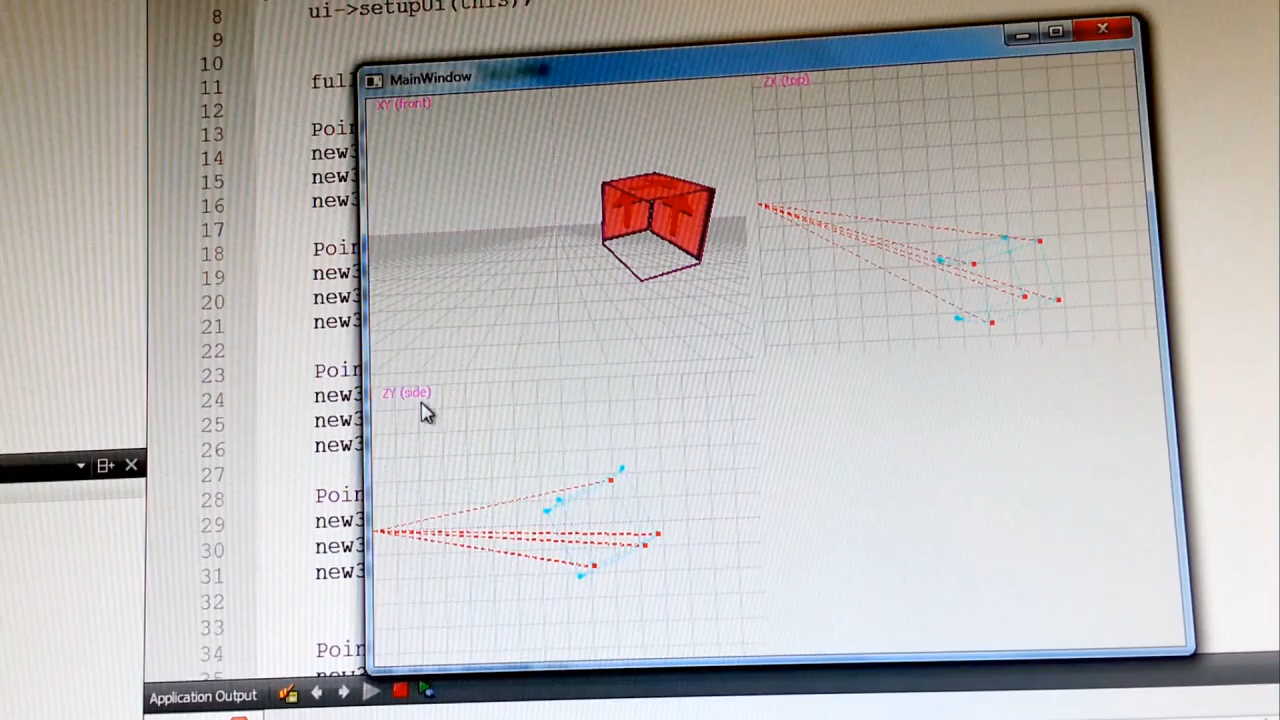 8
ui->setupUi(this);
9
10
11 full
12
13 Poin
14 new3
15 new3
16 new3
17
18 Poin
19 new3
20 new3
21 new3
22
23 Poin
24 new3
25 new3
26 new3
27
28 Poin
29 new3
30 new3
31 new3
32
33
34 Poin
MainWindow
XY (front)
ZX (top)
ZY (side)
Application Output